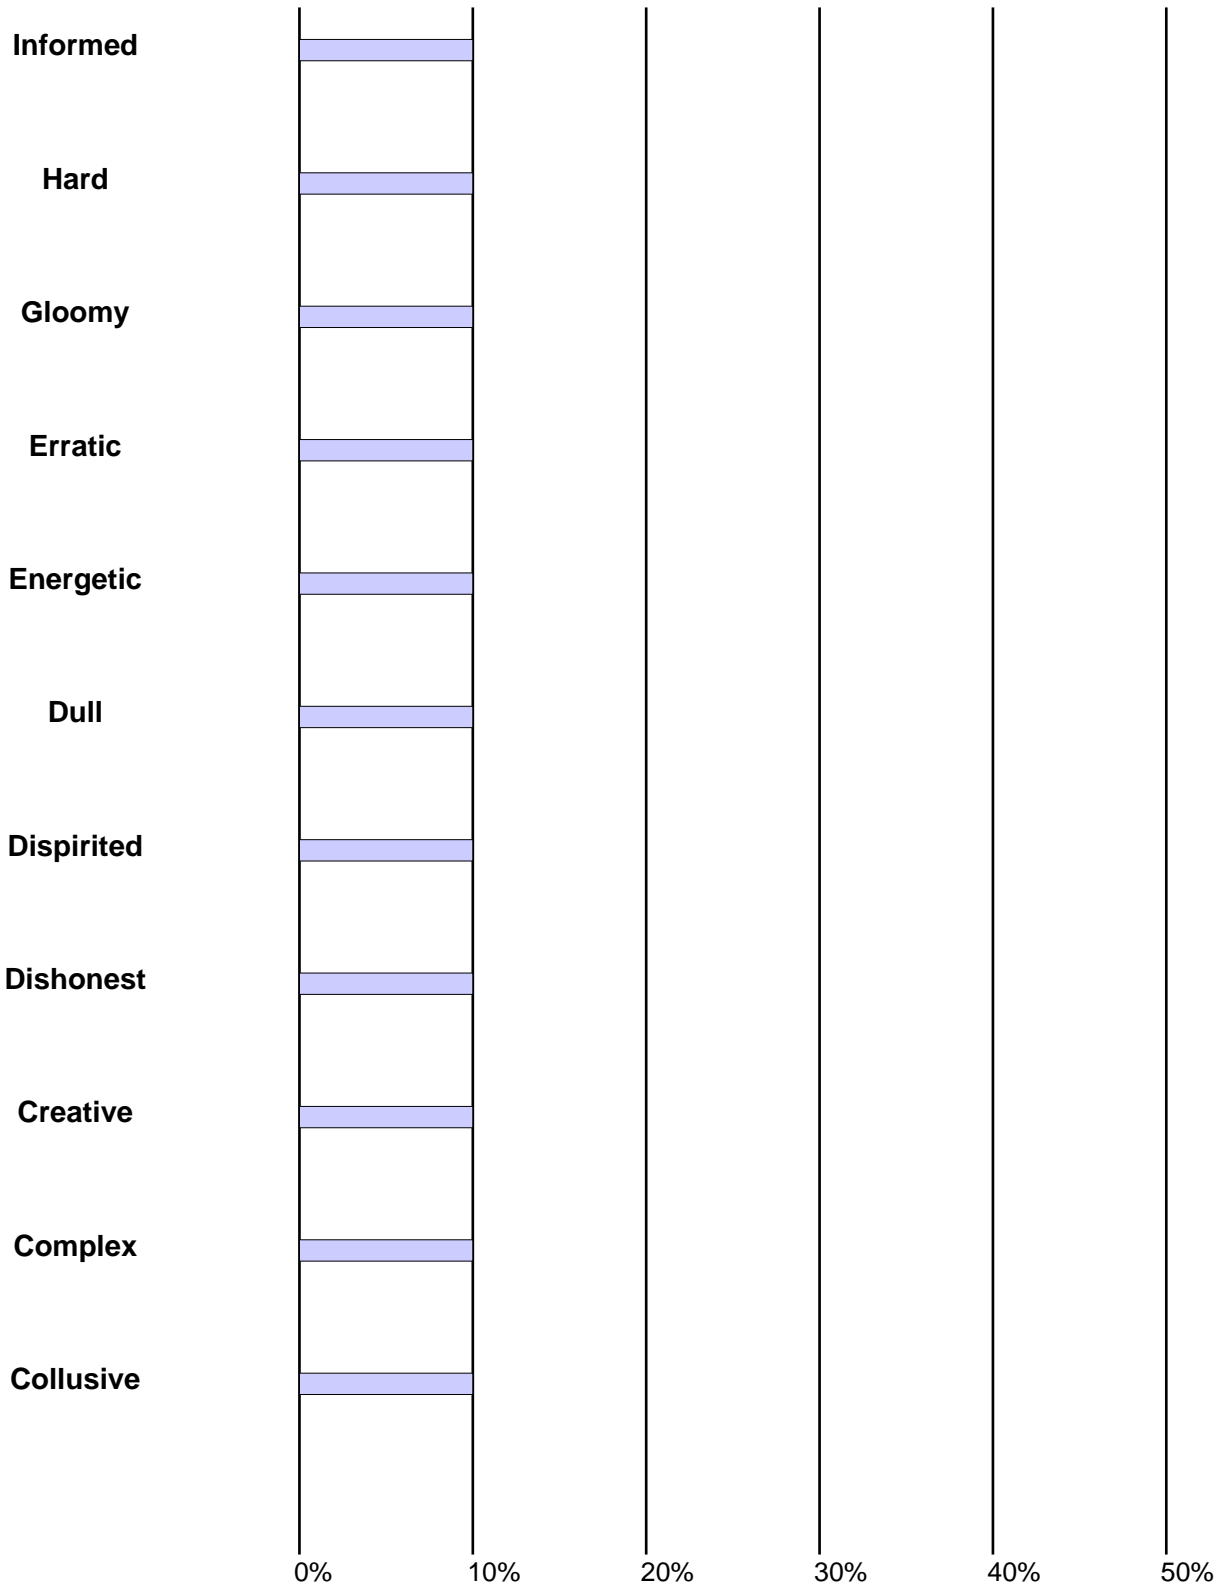 Informed
Hard
Gloomy
Erratic
Energetic
Dull
Dispirited
Dishonest
Creative
Complex
Collusive
0% 10% 20% 30% 40% 50%